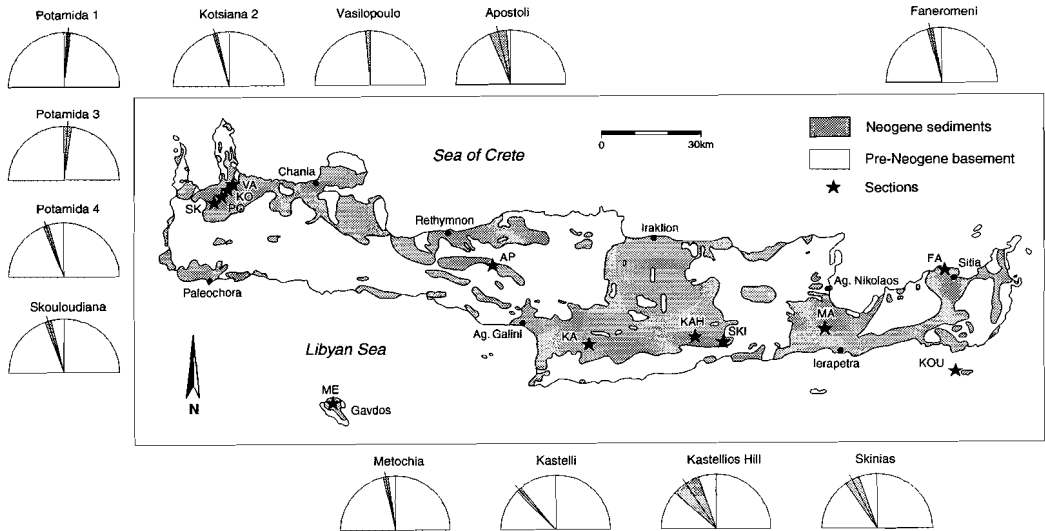 Potamida 1
Kotsiana 2
Vasilopoulo
Apostoli
Faneromeni
Potamida 3
Potamida 4
Skouloudiana
Sea of Crete
0
30km
Neogene sediments
Pre-Neogene basement
Sections
Chania
VA
KO
PO
SK
Rethymnon
AP
Iraklion
Paleochora
Ag. Galini
KA
KAH
SKI
Ag. Nikolaos
MA
FA
Sitia
Ierapetra
KOU
Libyan Sea
ME
Gavdos
N
Metochia
Kastelli
Kastellios Hill
Skinias